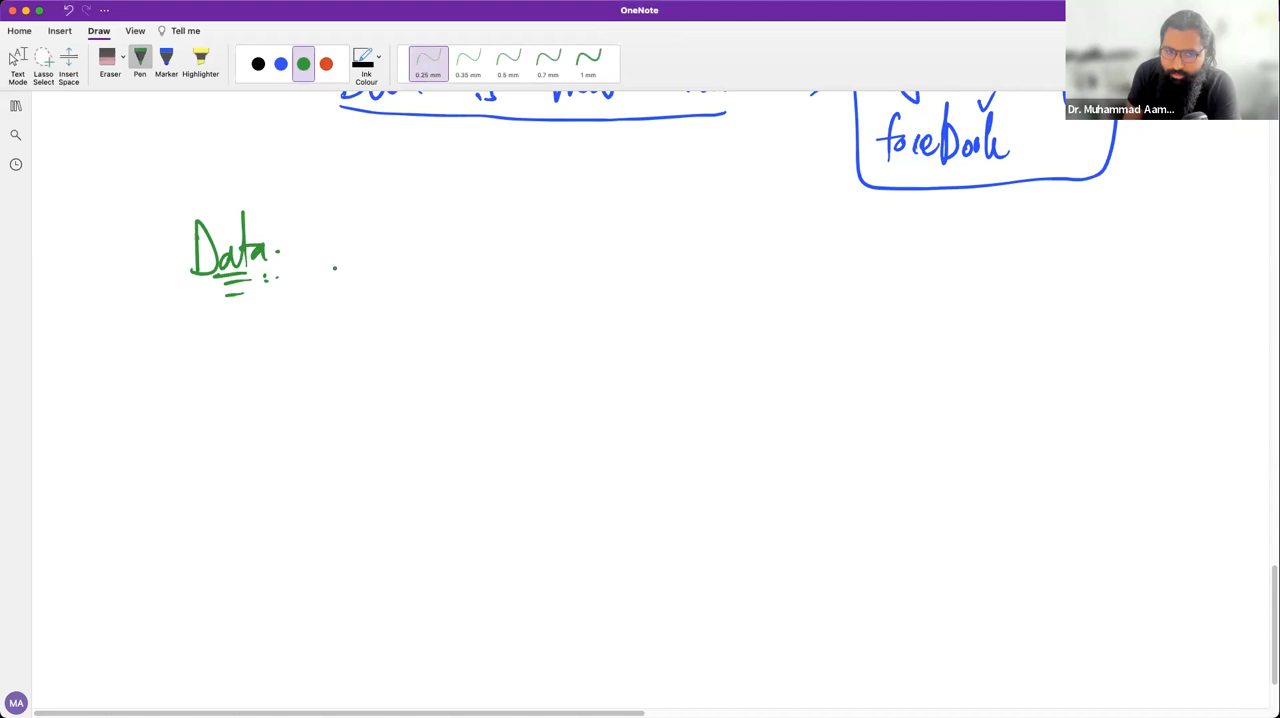 OneNote
Home Insert Draw View Tell me
Text Mode Lasso Select Insert Space Eraser Pen Marker Highlighter Ink Colour 0.25 mm 0.35 mm 0.5 mm 0.7 mm 1 mm
Dr. Muhammad Aam...
is
facebook
Data
MA